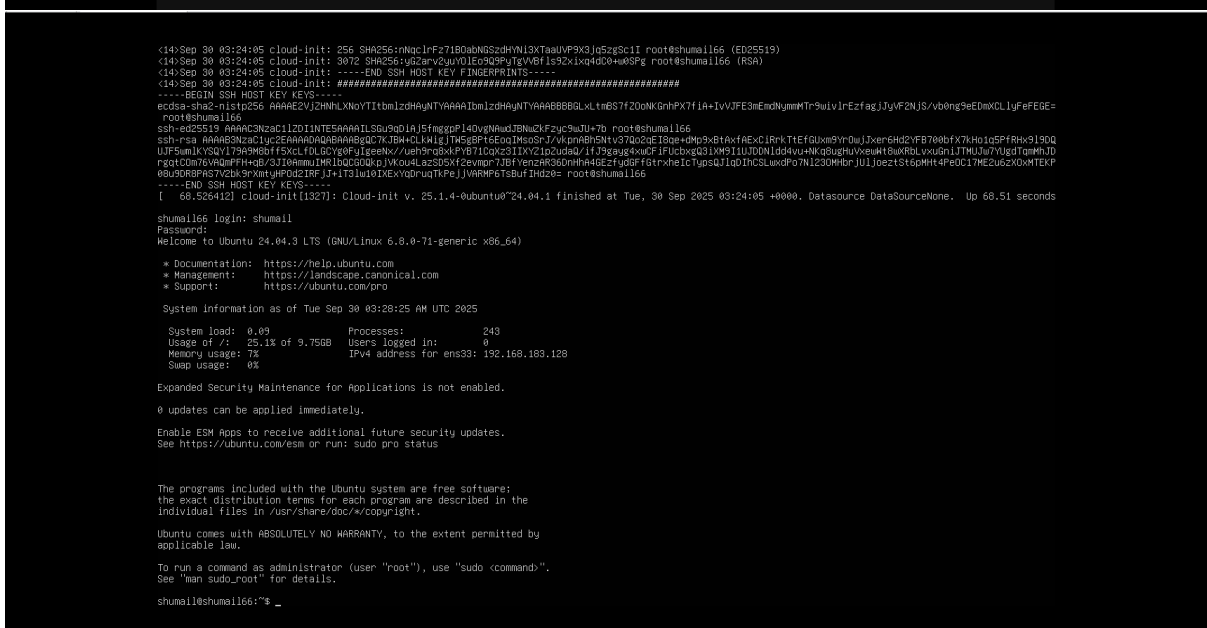 <14>Sep 30 03:24:05 cloud-init: 256 SHA256:nNqclrFz71BOabNGSzdHYNi3XTaaUVP9X3jq5zgSc1I root@shumail66 (ED25519)
<14>Sep 30 03:24:05 cloud-init: 3072 SHA256:yGZarv2yuYOlEo9Q9PyTgVVBfls9Zxixq4dC0+w0SPg root@shumail66 (RSA)
<14>Sep 30 03:24:05 cloud-init: -----END SSH HOST KEY FINGERPRINTS-----
<14>Sep 30 03:24:05 cloud-init: #############################################################
-----BEGIN SSH HOST KEY KEYS-----
ecdsa-sha2-nistp256
root@shumail66
ssh-ed25519 root@shumail66
ssh-rsa
root@shumail66
-----END SSH HOST KEY KEYS-----
[   68.526412] cloud-init[1327]: Cloud-init v. 25.1.4-0ubuntu0~24.04.1 finished at Tue, 30 Sep 2025 03:24:05 +0000. Datasource DataSourceNone.  Up 68.51 seconds
shumail66 login: shumail
Password:
Welcome to Ubuntu 24.04.3 LTS (GNU/Linux 6.8.0-71-generic x86_64)
* Documentation:  https://help.ubuntu.com
* Management:     https://landscape.canonical.com
* Support:        https://ubuntu.com/pro
System information as of Tue Sep 30 03:28:25 AM UTC 2025
System load:  0.09               Processes:              243
Usage of /:   25.1% of 9.75GB   Users logged in:        0
Memory usage: 7%                 IPv4 address for ens33: 192.168.183.128
Swap usage:   0%
Expanded Security Maintenance for Applications is not enabled.
0 updates can be applied immediately.
Enable ESM Apps to receive additional future security updates.
See https://ubuntu.com/esm or run: sudo pro status
The programs included with the Ubuntu system are free software;
the exact distribution terms for each program are described in the
individual files in /usr/share/doc/*/copyright.
Ubuntu comes with ABSOLUTELY NO WARRANTY, to the extent permitted by
applicable law.
To run a command as administrator (user "root"), use "sudo <command>".
See "man sudo_root" for details.
shumail@shumail66:~$ _